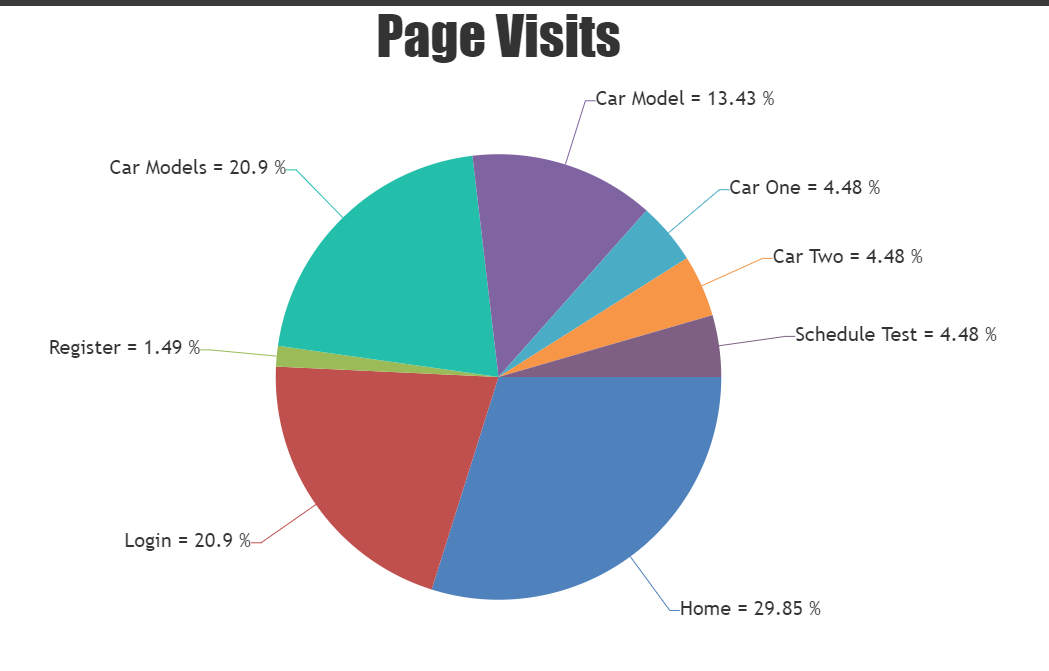 Page Visits
Car Model = 13.43 %
Car Models = 20.9 %
Car One = 4.48 %
Car Two = 4.48 %
Schedule Test = 4.48 %
Register = 1.49 %
Login = 20.9 %
Home = 29.85 %